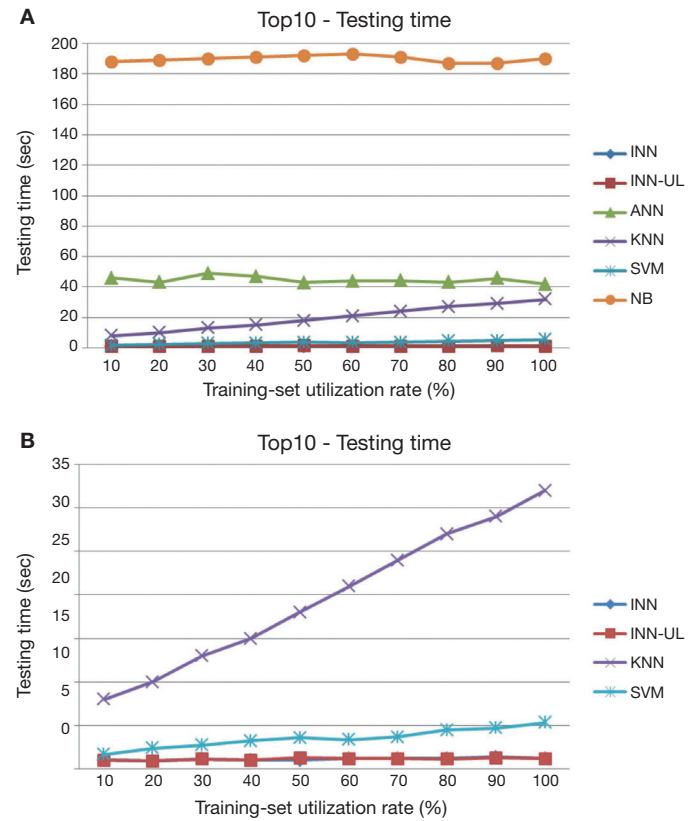 A
Top10 - Testing time
200
180
160
140
120
100
80
60
40
20
0
Testing time (sec)
10 20 30 40 50 60 70 80 90 100
Training-set utilization rate (%)
INN
INN-UL
ANN
KNN
SVM
NB
B
Top10 - Testing time
35
30
25
20
15
10
5
0
Testing time (sec)
10 20 30 40 50 60 70 80 90 100
Training-set utilization rate (%)
INN
INN-UL
KNN
SVM